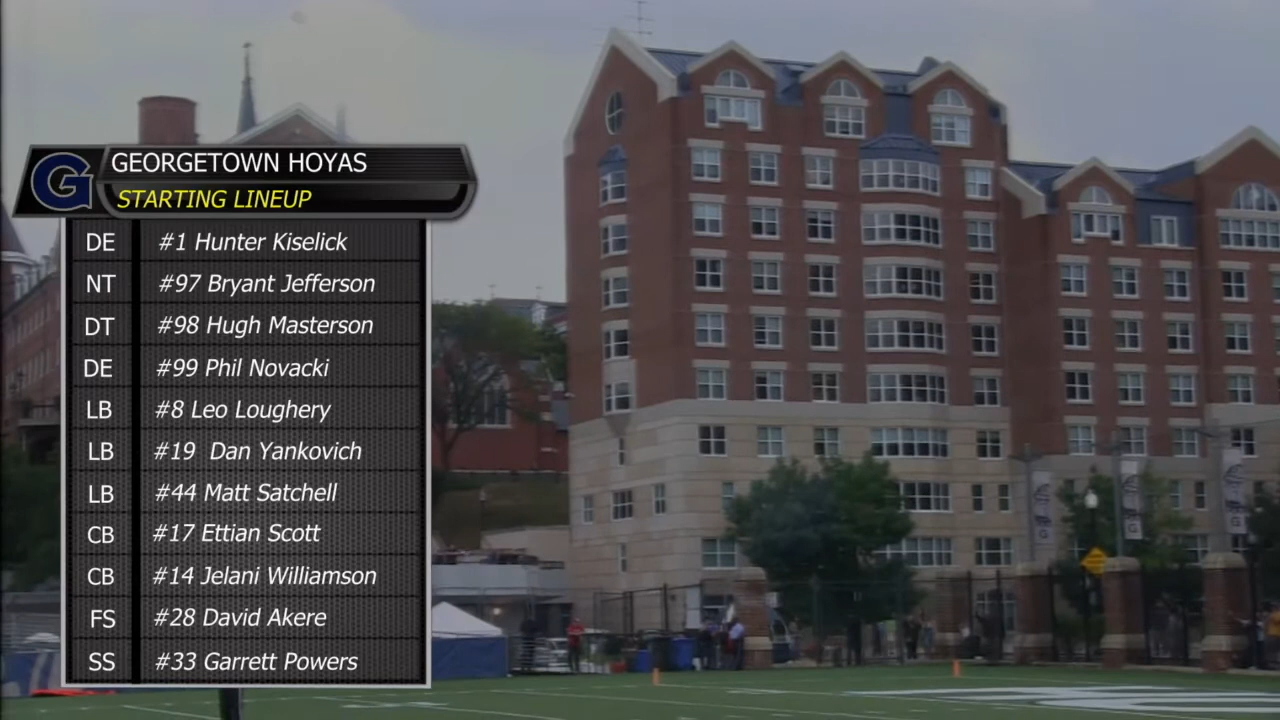 G GEORGETOWN HOYAS
STARTING LINEUP
DE #1 Hunter Kiselick
NT #97 Bryant Jefferson
DT #98 Hugh Masterson
DE #99 Phil Novacki
LB #8 Leo Loughery
LB #19 Dan Yankovich
LB #44 Matt Satchell
CB #17 Ettian Scott
CB #14 Jelani Williamson
FS #28 David Akere
SS #33 Garrett Powers